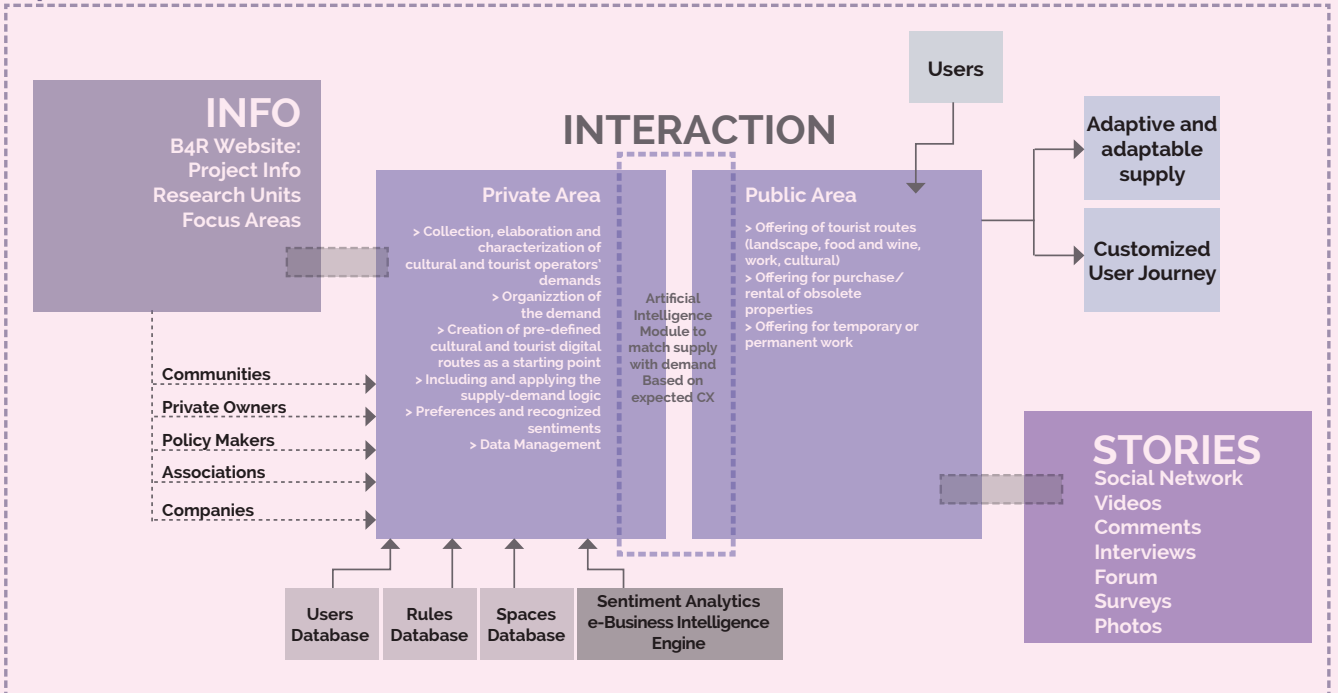 INFO
B4R Website:
Project Info
Research Units
Focus Areas
Communities
Private Owners
Policy Makers
Associations
Companies
INTERACTION
Private Area
> Collection, elaboration and
characterization of
cultural and tourist operators'
demands
> Organizztion of
the demand
> Creation of pre-defined
cultural and tourist digital
routes as a starting point
> Including and applying the
supply-demand logic
> Preferences and recognized
sentiments
> Data Management
Artificial
Intelligence
Module to
match supply
with demand
Based on
expected CX
Public Area
> Offering of tourist routes
(landscape, food and wine,
work, cultural)
> Offering for purchase/
rental of obsolete
properties
> Offering for temporary or
permanent work
Users
Adaptive and
adaptable
supply
Customized
User Journey
Users
Database
Rules
Database
Spaces
Database
Sentiment Analytics
e-Business Intelligence
Engine
STORIES
Social Network
Videos
Comments
Interviews
Forum
Surveys
Photos